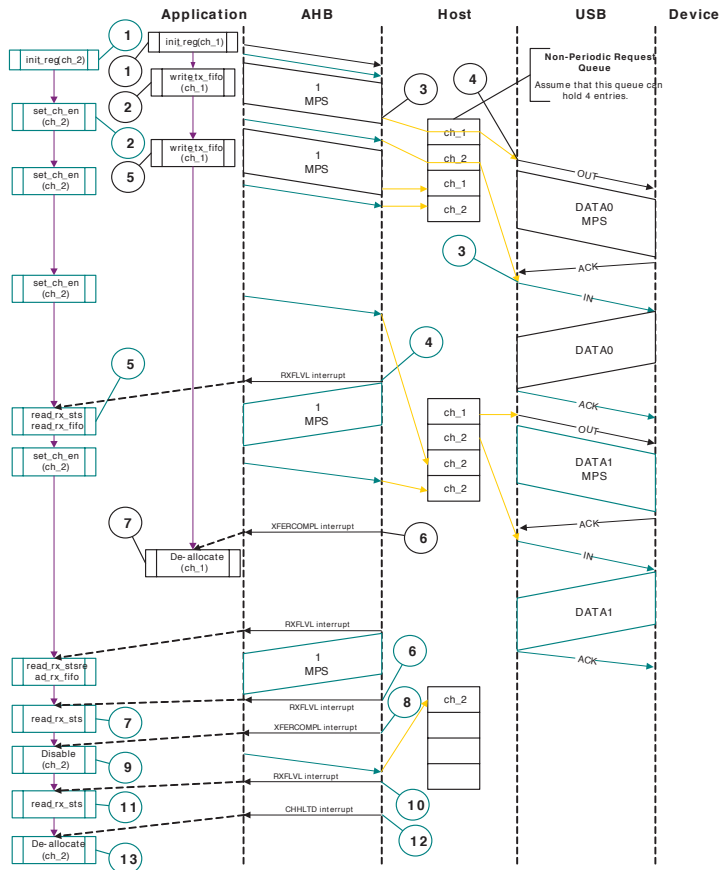 Application AHB Host USB Device
1
init_reg(ch_1)
init_reg(ch_2)
1
Non-Periodic Request
Queue
Assume that this queue can
hold 4 entries.
write_tx_fifo
(ch_1)
2
1
MPS
3
4
set_ch_en
(ch_2)
2
ch_1
ch_2
ch_1
ch_2
write_tx_fifo
(ch_1)
5
1
MPS
set_ch_en
(ch_2)
OUT
DATA0
MPS
3
ACK
set_ch_en
(ch_2)
IN
DATA0
5
4
RXFLVL interrupt
1
MPS
read_rx_sts
read_rx_fifo
ACK
ch_1
ch_2
ch_2
ch_2
OUT
set_ch_en
(ch_2)
DATA1
MPS
7
XFERCOMPL interrupt
6
ACK
De-allocate
(ch_1)
IN
DATA1
RXFLVL interrupt
read_rx_stsre
ad_rx_fifo
1
MPS
6
ACK
RXFLVL interrupt
8
ch_2
read_rx_sts
7
XFERCOMPL interrupt
Disable
(ch_2)
9
RXFLVL interrupt
read_rx_sts
11
10
CHHLTD interrupt
12
De-allocate
(ch_2)
13